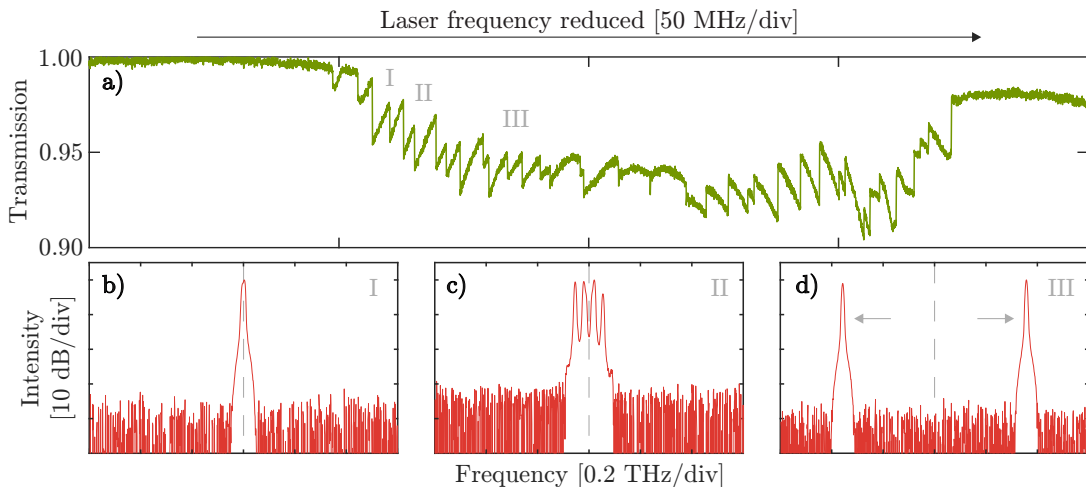 Laser frequency reduced [50 MHz/div]
1.00
0.95
0.90
Transmission
a)
I
II
III
b)
I
c)
II
d)
III
Intensity
[10 dB/div]
Frequency [0.2 THz/div]